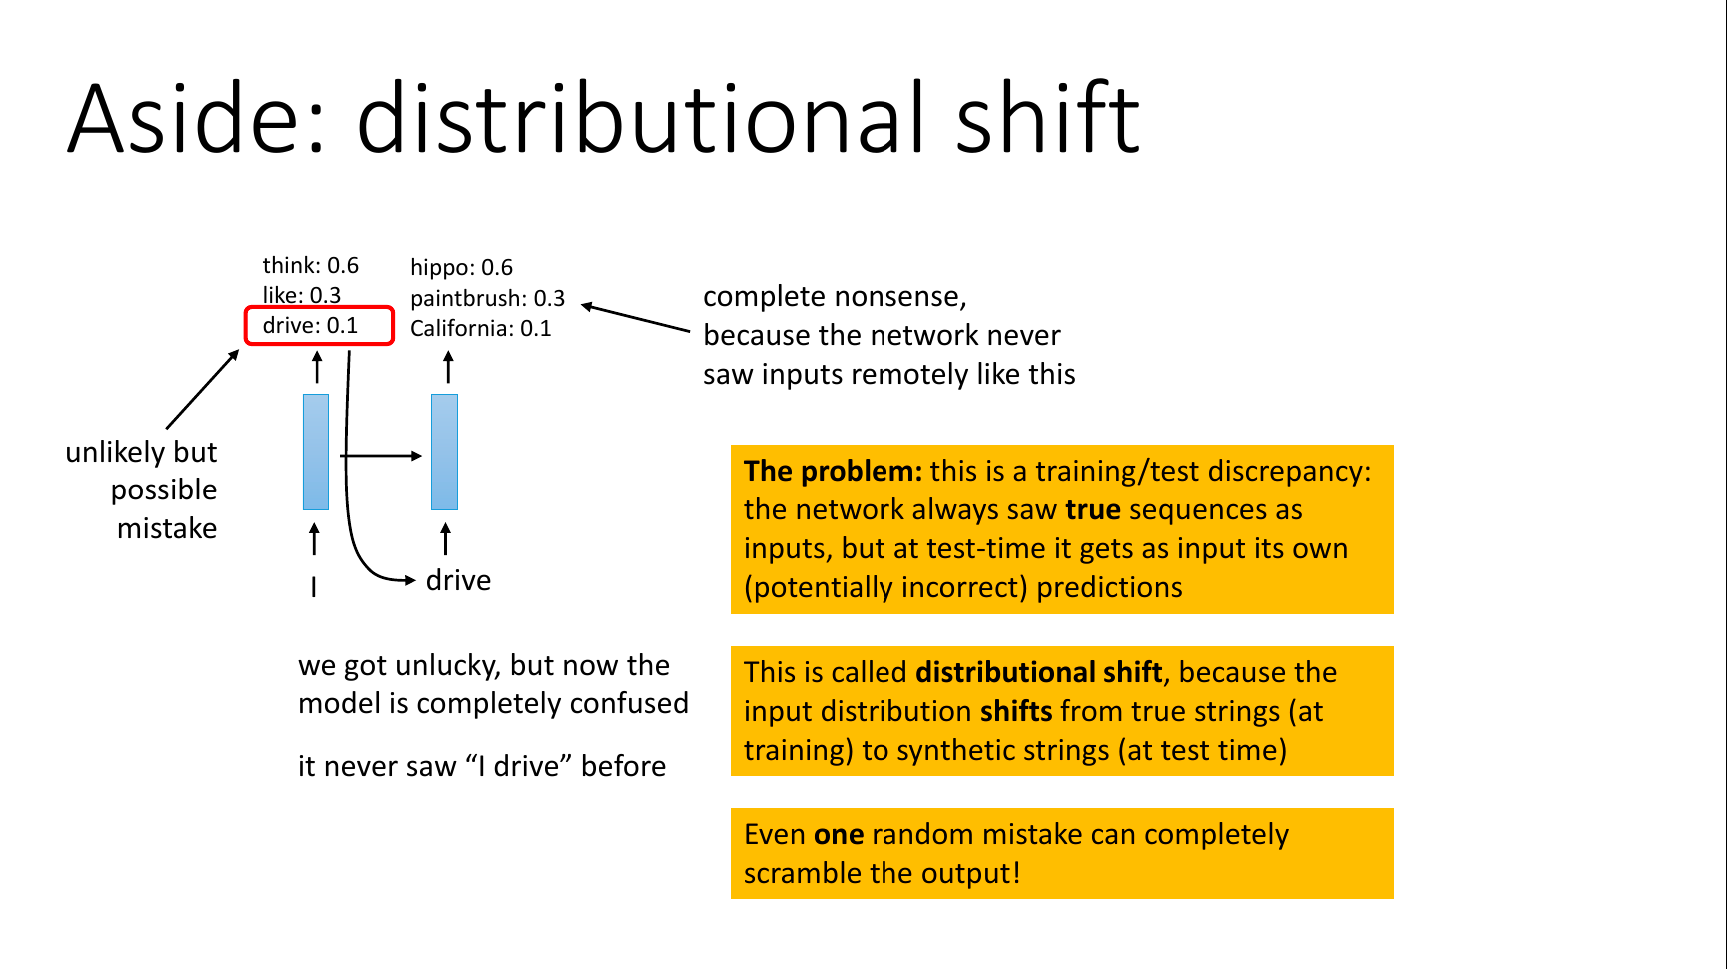 Aside: distributional shift
think: 0.6
like: 0.3
drive: 0.1
hippo: 0.6
paintbrush: 0.3
California: 0.1
complete nonsense,
because the network never
saw inputs remotely like this
unlikely but
possible
mistake
I
drive
we got unlucky, but now the
model is completely confused
it never saw “I drive” before
The problem: this is a training/test discrepancy:
the network always saw true sequences as
inputs, but at test-time it gets as input its own
(potentially incorrect) predictions
This is called distributional shift, because the
input distribution shifts from true strings (at
training) to synthetic strings (at test time)
Even one random mistake can completely
scramble the output!